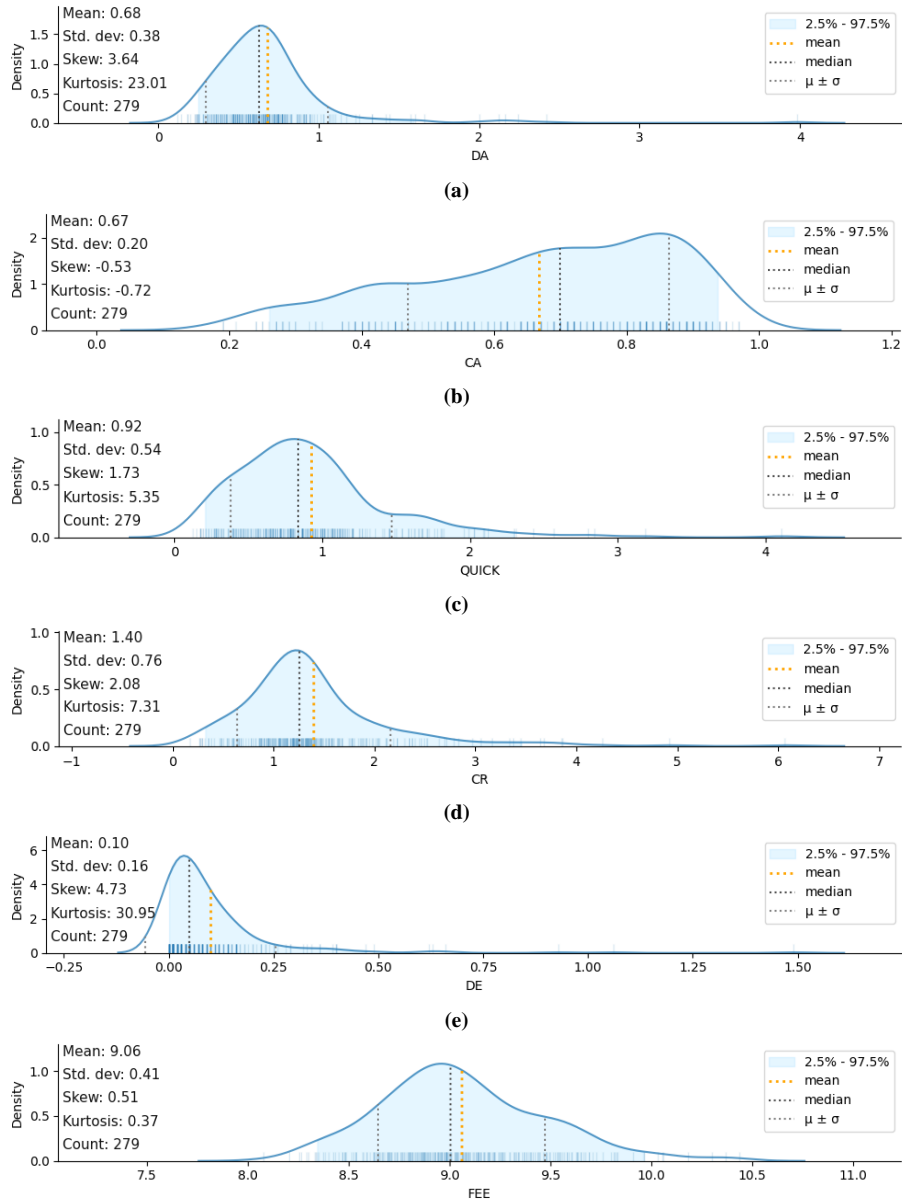 Mean: 0.68
Std. dev: 0.38
Skew: 3.64
Kurtosis: 23.01
Count: 279
2.5% - 97.5%
mean
median
μ ± σ
Density
1.5
1.0
0.5
0.0
0 1 2 3 4
DA
(a)
Mean: 0.67
Std. dev: 0.20
Skew: -0.53
Kurtosis: -0.72
Count: 279
2.5% - 97.5%
mean
median
μ ± σ
Density
2
1
0
0.0 0.2 0.4 0.6 0.8 1.0 1.2
CA
(b)
Mean: 0.92
Std. dev: 0.54
Skew: 1.73
Kurtosis: 5.35
Count: 279
2.5% - 97.5%
mean
median
μ ± σ
Density
1.0
0.5
0.0
0 1 2 3 4
QUICK
(c)
Mean: 1.40
Std. dev: 0.76
Skew: 2.08
Kurtosis: 7.31
Count: 279
2.5% - 97.5%
mean
median
μ ± σ
Density
1.0
0.5
0.0
−1 0 1 2 3 4 5 6 7
CR
(d)
Mean: 0.10
Std. dev: 0.16
Skew: 4.73
Kurtosis: 30.95
Count: 279
2.5% - 97.5%
mean
median
μ ± σ
Density
6
4
2
0
−0.25 0.00 0.25 0.50 0.75 1.00 1.25 1.50
DE
(e)
Mean: 9.06
Std. dev: 0.41
Skew: 0.51
Kurtosis: 0.37
Count: 279
2.5% - 97.5%
mean
median
μ ± σ
Density
1.0
0.5
0.0
7.5 8.0 8.5 9.0 9.5 10.0 10.5 11.0
FEE